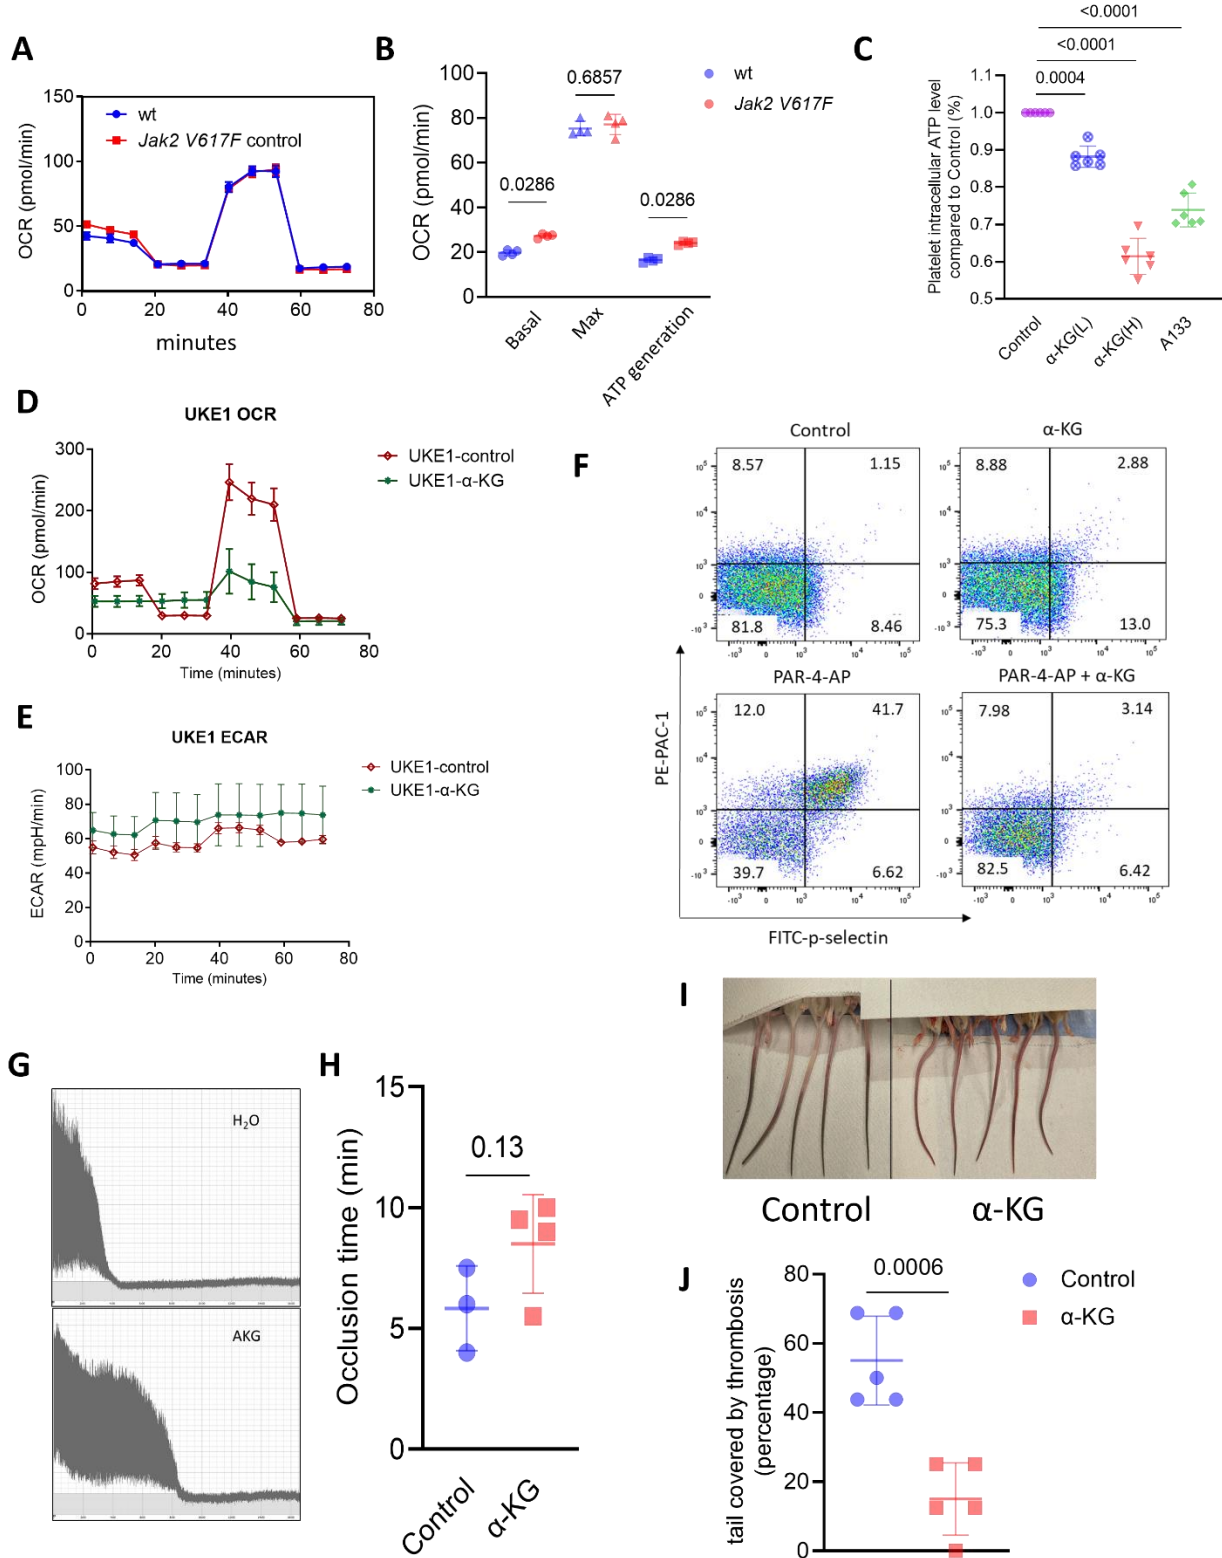 A
150
100
50
0
OCR (pmol/min)
wt
Jak2 V617F control
0 20 40 60 80
minutes
B
100
80
60
40
20
0
OCR (pmol/min)
0.0286
0.6857
0.0286
wt
Jak2 V617F
Basal
Max
ATP generation
C
<0.0001
<0.0001
0.0004
1.1
1.0
0.9
0.8
0.7
0.6
0.5
Platelet intracellular ATP level
compared to Control (%)
Control
α-KG(L)
α-KG(H)
A133
D
UKE1 OCR
300
200
100
0
OCR (pmol/min)
UKE1-control
UKE1-α-KG
0 20 40 60 80
Time (minutes)
E
UKE1 ECAR
100
80
60
40
20
0
ECAR (mpH/min)
UKE1-control
UKE1-α-KG
0 20 40 60 80
Time (minutes)
F
Control
8.57 1.15
81.8 8.46
α-KG
8.88 2.88
75.3 13.0
PAR-4-AP
12.0 41.7
39.7 6.62
PAR-4-AP + α-KG
7.98 3.14
82.5 6.42
PE-PAC-1
FITC-p-selectin
G
H₂O
AKG
H
15
10
5
0
Occlusion time (min)
0.13
Control
α-KG
I
Control α-KG
J
80
60
40
20
0
tail covered by thrombosis
(percentage)
0.0006
Control
α-KG